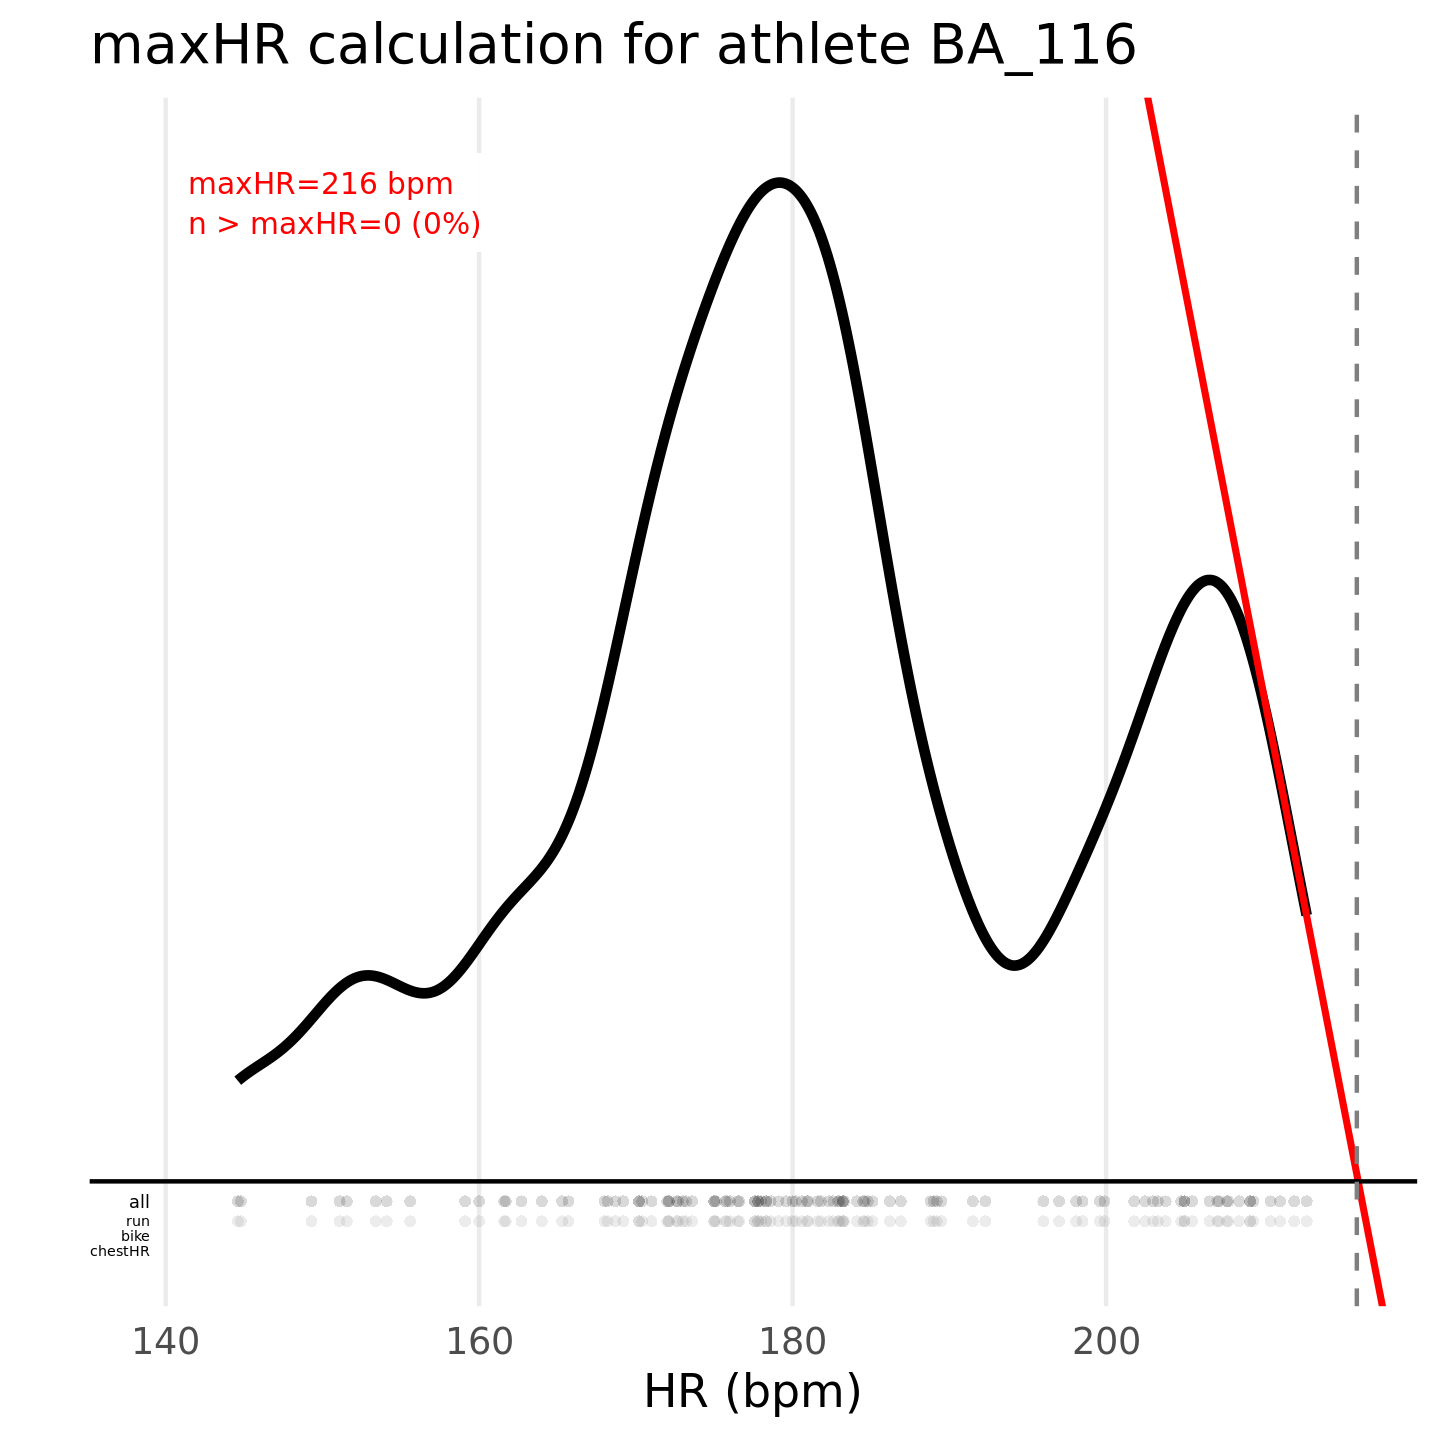 maxHR calculation for athlete BA_116
maxHR=216 bpm
n > maxHR=0 (0%)
all
run
bike
chestHR
140 160 180 200
HR (bpm)